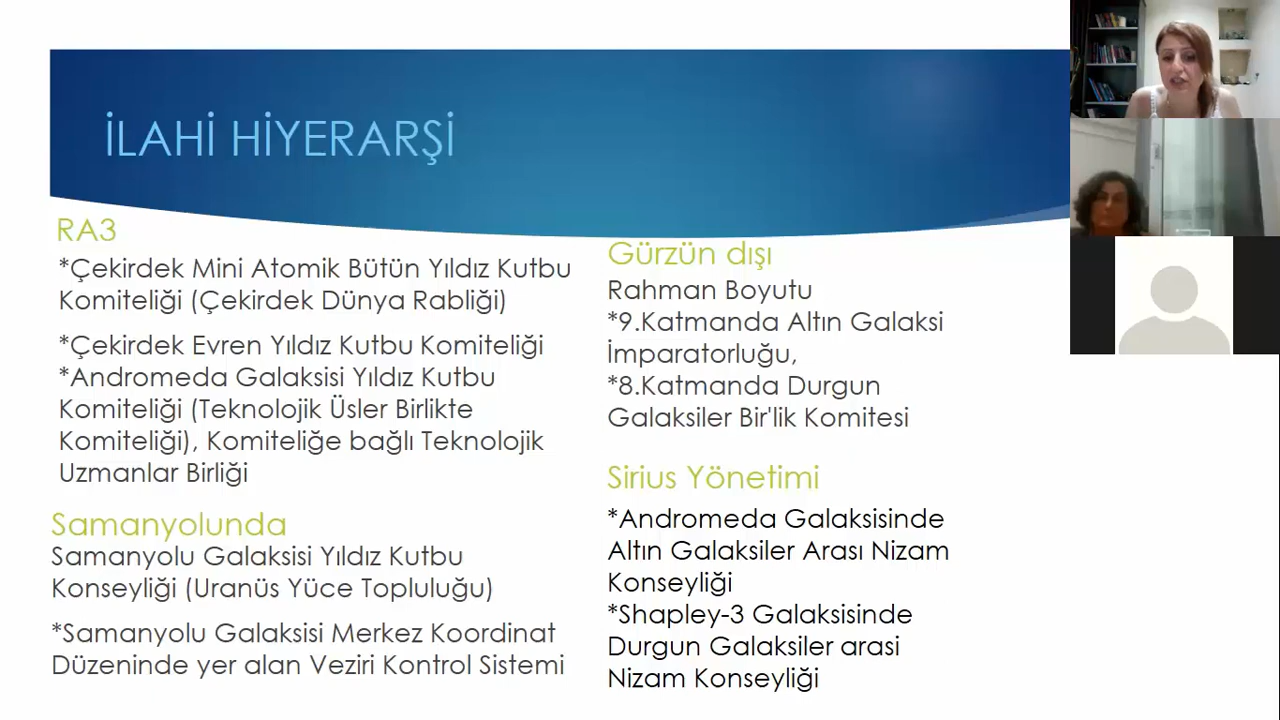 İLAHİ HİYERARŞİ
RA3
*Çekirdek Mini Atomik Bütün Yıldız Kutbu
Komiteliği (Çekirdek Dünya Rabliği)
*Çekirdek Evren Yıldız Kutbu Komiteliği
*Andromeda Galaksisi Yıldız Kutbu
Komiteliği (Teknolojik Üsler Birlikte
Komiteliği), Komiteliğe bağlı Teknolojik
Uzmanlar Birliği
Samanyolunda
Samanyolu Galaksisi Yıldız Kutbu
Konseyliği (Uranüs Yüce Topluluğu)
*Samanyolu Galaksisi Merkez Koordinat
Düzeninde yer alan Veziri Kontrol Sistemi
Gürzün dışı
Rahman Boyutu
*9.Katmanda Altın Galaksi
İmparatorluğu,
*8.Katmanda Durgun
Galaksiler Bir'lik Komitesi
Sirius Yönetimi
*Andromeda Galaksisinde
Altın Galaksiler Arası Nizam
Konseyliği
*Shapley-3 Galaksisinde
Durgun Galaksiler arasi
Nizam Konseyliği